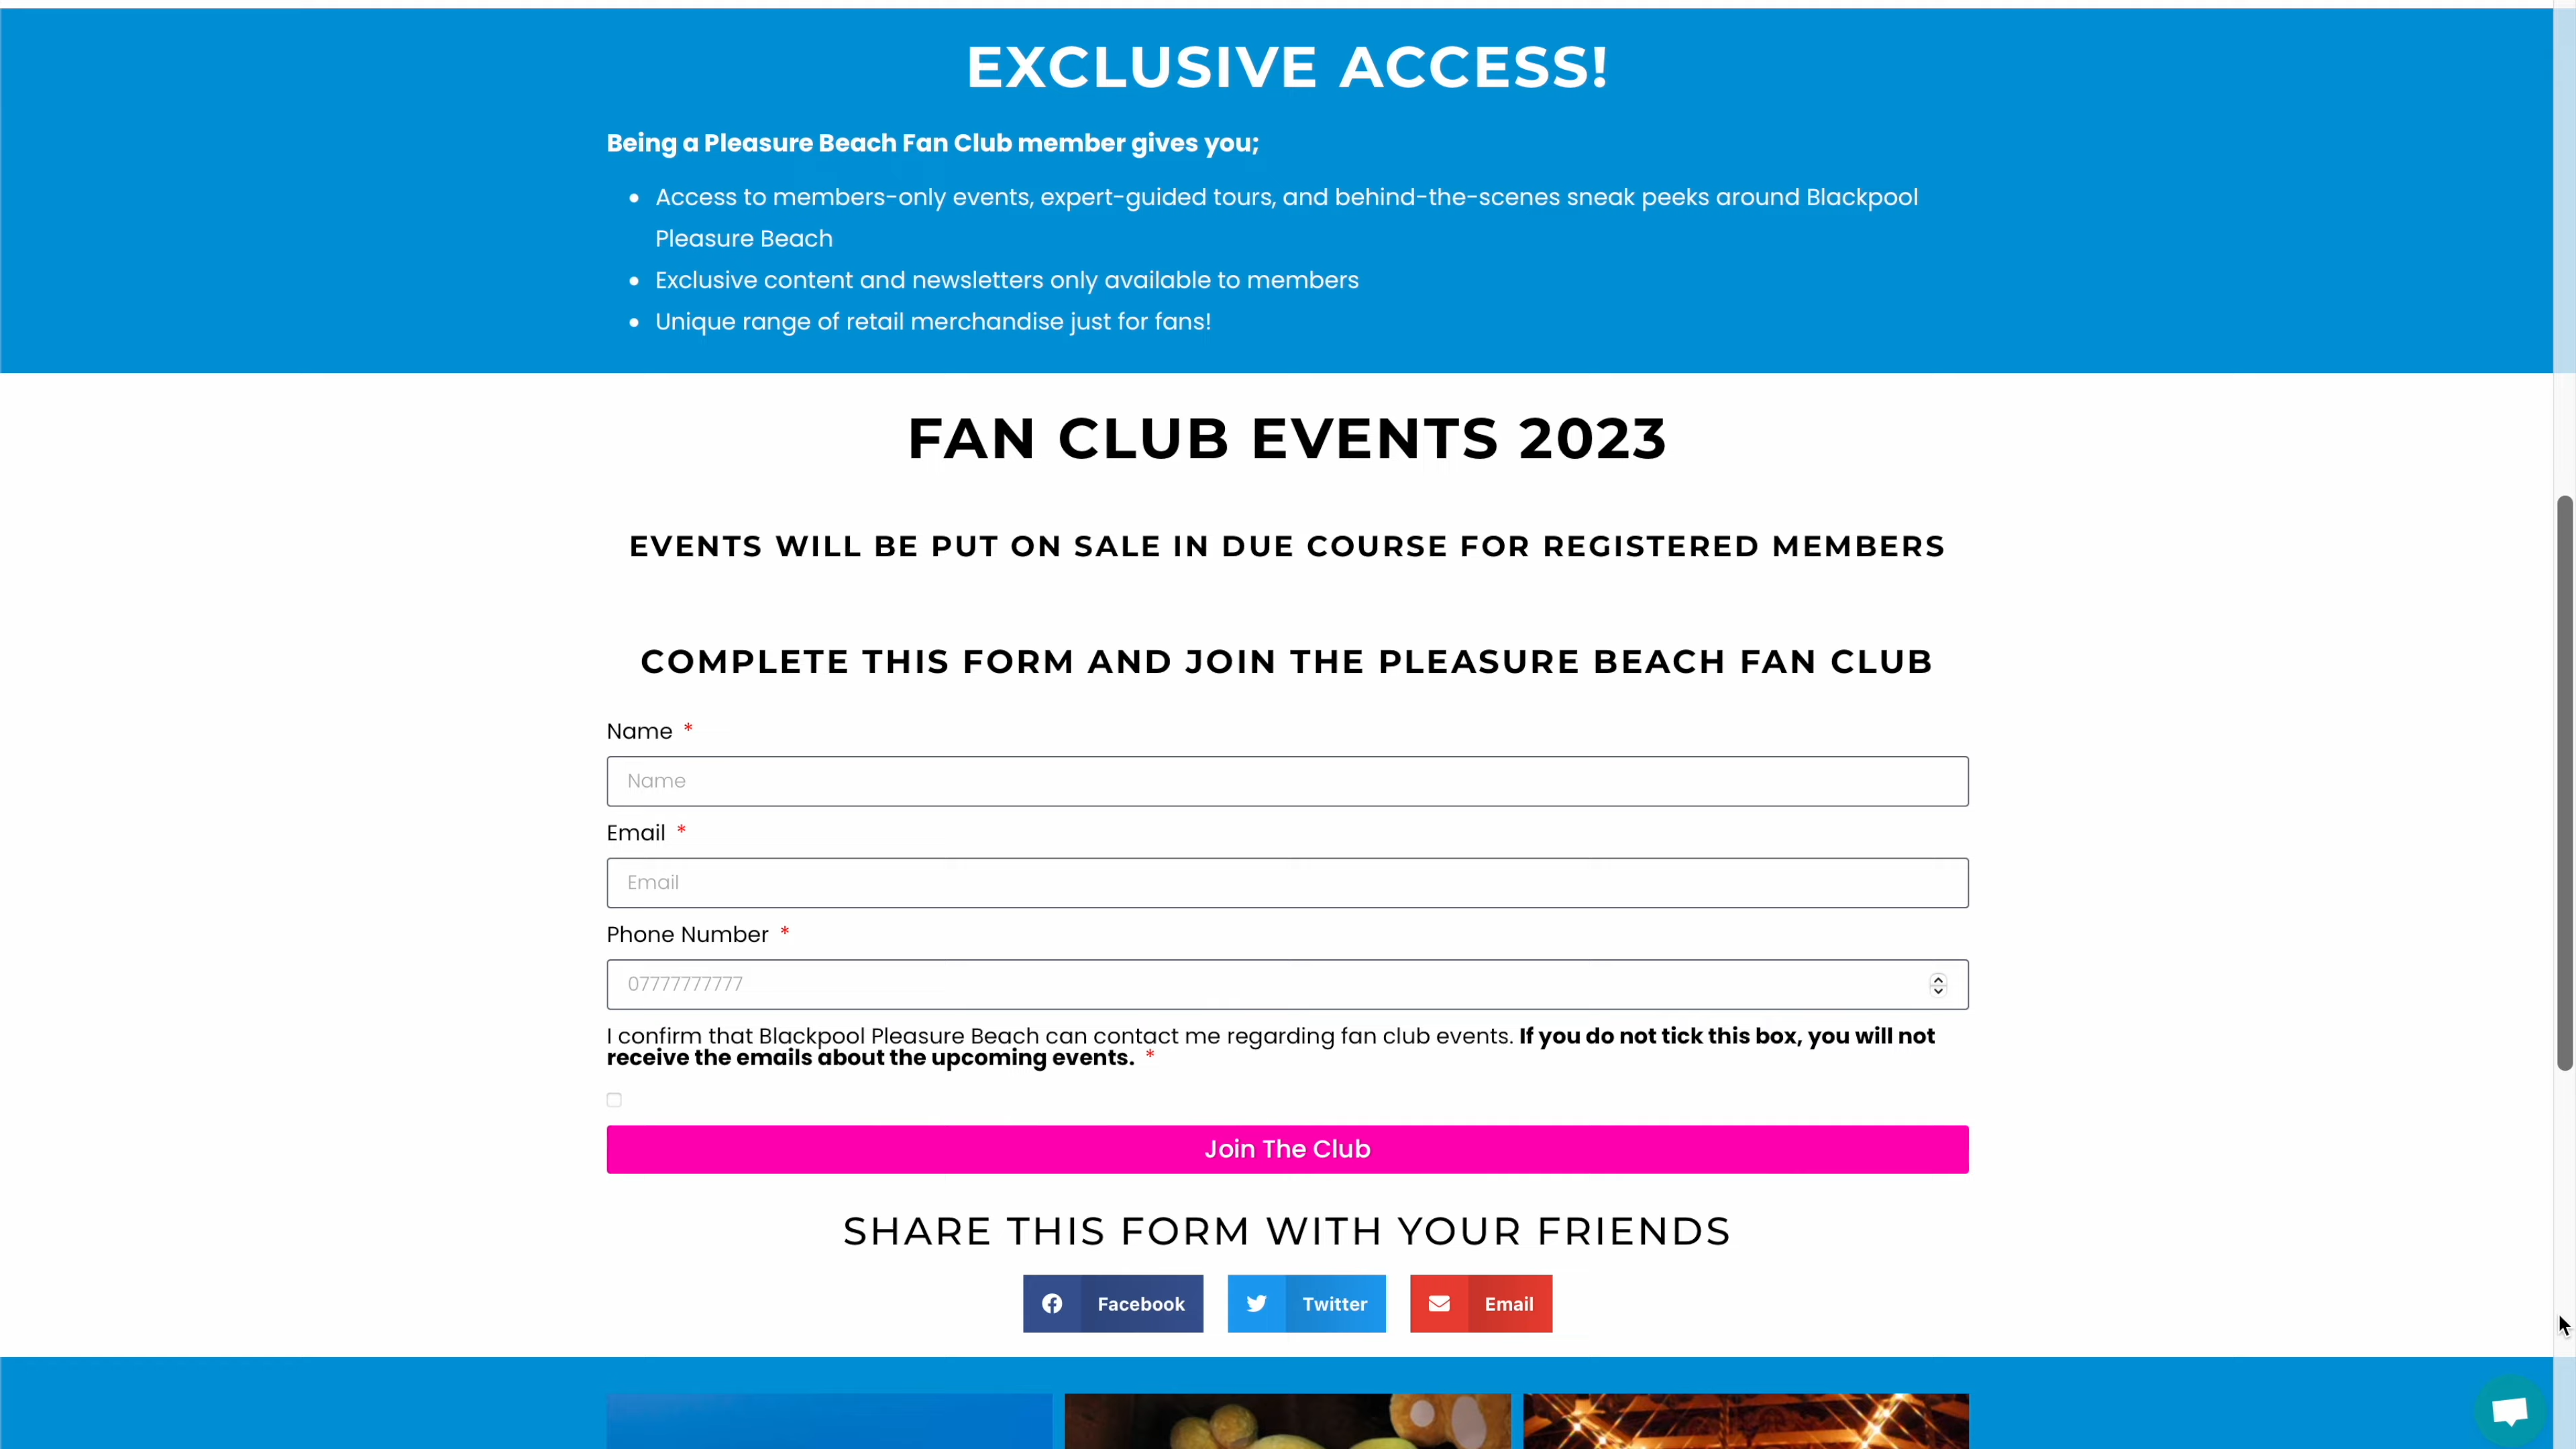 EXCLUSIVE ACCESS!
Being a Pleasure Beach Fan Club member gives you;
Access to members-only events, expert-guided tours, and behind-the-scenes sneak peeks around Blackpool
Pleasure Beach
Exclusive content and newsletters only available to members
Unique range of retail merchandise just for fans!
FAN CLUB EVENTS 2023
EVENTS WILL BE PUT ON SALE IN DUE COURSE FOR REGISTERED MEMBERS
COMPLETE THIS FORM AND JOIN THE PLEASURE BEACH FAN CLUB
Name *
Name
Email *
Email
Phone Number *
07777777777
I confirm that Blackpool Pleasure Beach can contact me regarding fan club events. If you do not tick this box, you will not
receive the emails about the upcoming events. *
Join The Club
SHARE THIS FORM WITH YOUR FRIENDS
Facebook Twitter Email